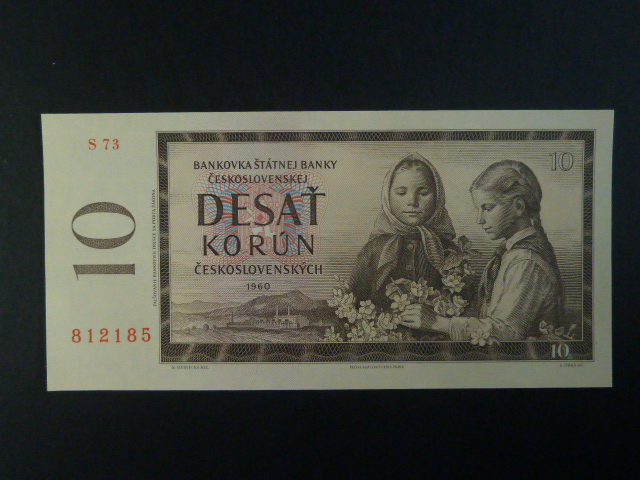 S 73
10
812185
BANKOVKA ŠTÁTNEJ BANKY
ČESKOSLOVENSKEJ
DESAŤ
KORÚN
ČESKOSLOVENSKÝCH
1960
10
10